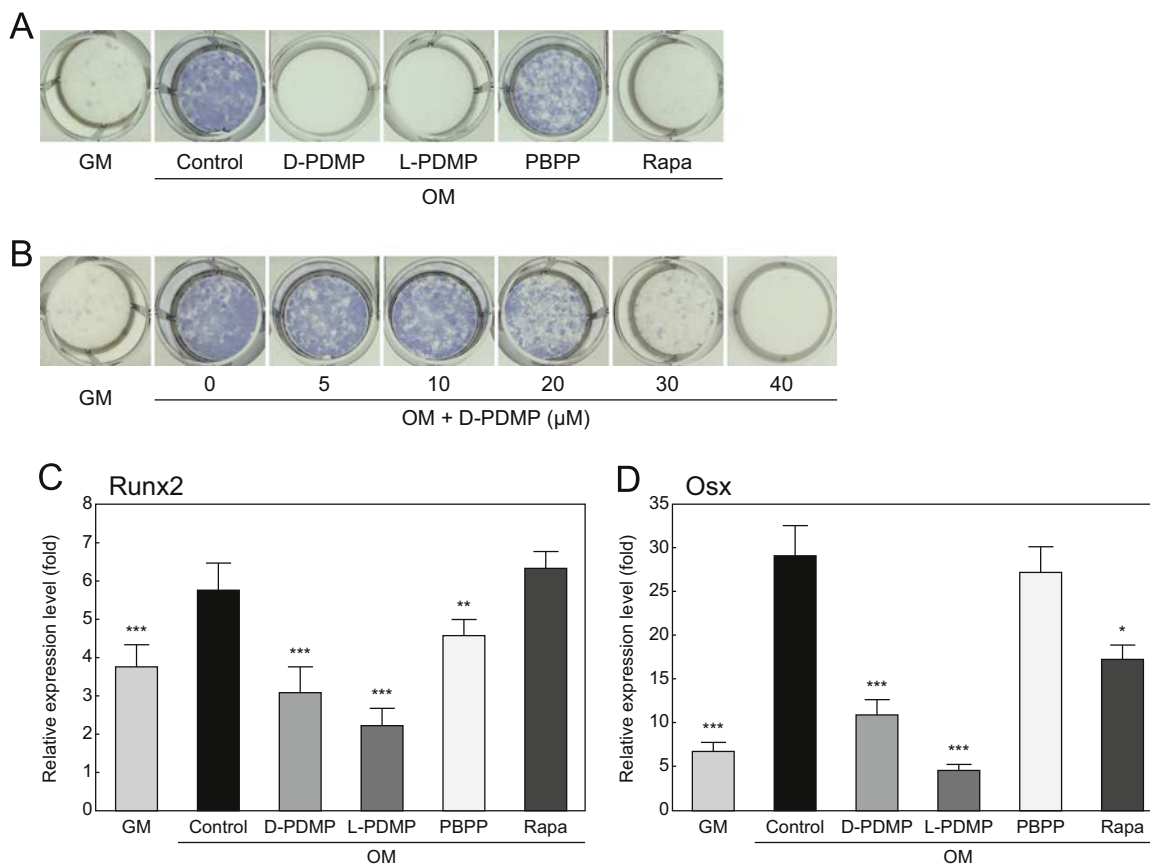 A
GM Control D-PDMP L-PDMP PBPP Rapa
OM
B
GM 0 5 10 20 30 40
OM + D-PDMP (µM)
C Runx2
Relative expression level (fold)
8
7
6
5
4
3
2
1
0
*** *** *** **
GM Control D-PDMP L-PDMP PBPP Rapa
OM
D Osx
Relative expression level (fold)
35
30
25
20
15
10
5
0
*** *** *** *
GM Control D-PDMP L-PDMP PBPP Rapa
OM